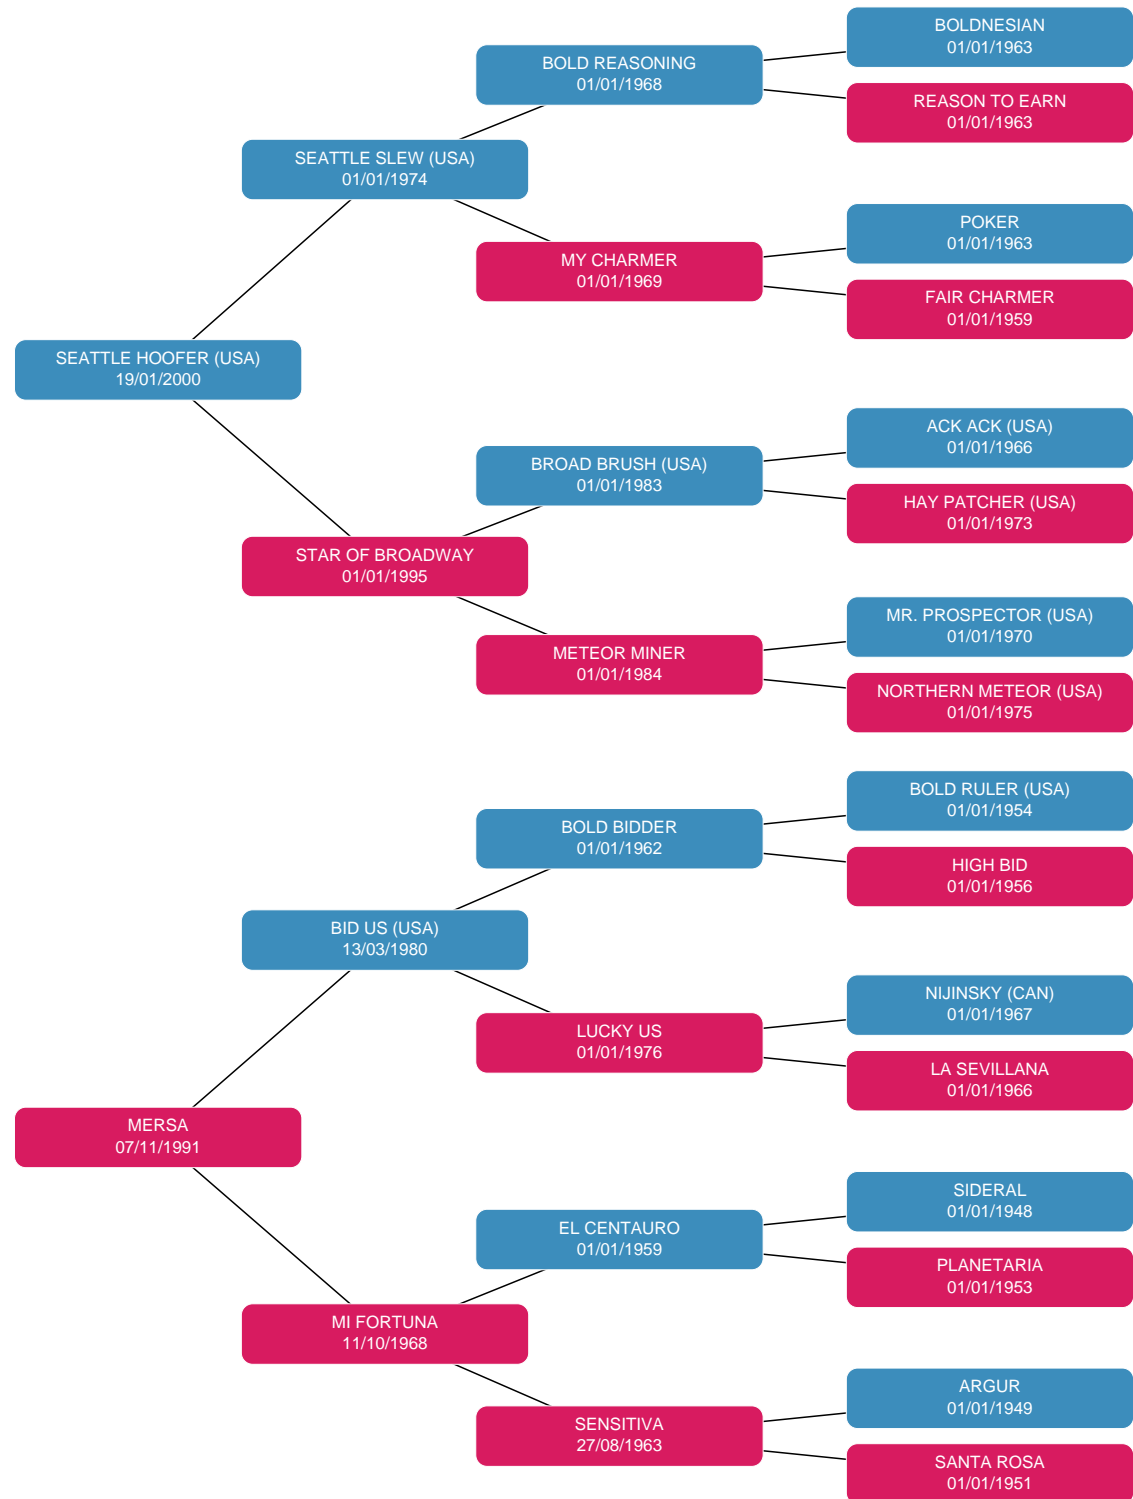 BOLDNESIAN
01/01/1963
BOLD REASONING
01/01/1968
REASON TO EARN
01/01/1963
SEATTLE SLEW (USA)
01/01/1974
POKER
01/01/1963
MY CHARMER
01/01/1969
FAIR CHARMER
01/01/1959
SEATTLE HOOFER (USA)
19/01/2000
ACK ACK (USA)
01/01/1966
BROAD BRUSH (USA)
01/01/1983
HAY PATCHER (USA)
01/01/1973
STAR OF BROADWAY
01/01/1995
MR. PROSPECTOR (USA)
01/01/1970
METEOR MINER
01/01/1984
NORTHERN METEOR (USA)
01/01/1975
BOLD RULER (USA)
01/01/1954
BOLD BIDDER
01/01/1962
HIGH BID
01/01/1956
BID US (USA)
13/03/1980
NIJINSKY (CAN)
01/01/1967
LUCKY US
01/01/1976
LA SEVILLANA
01/01/1966
MERSA
07/11/1991
SIDERAL
01/01/1948
EL CENTAURO
01/01/1959
PLANETARIA
01/01/1953
MI FORTUNA
11/10/1968
ARGUR
01/01/1949
SENSITIVA
27/08/1963
SANTA ROSA
01/01/1951